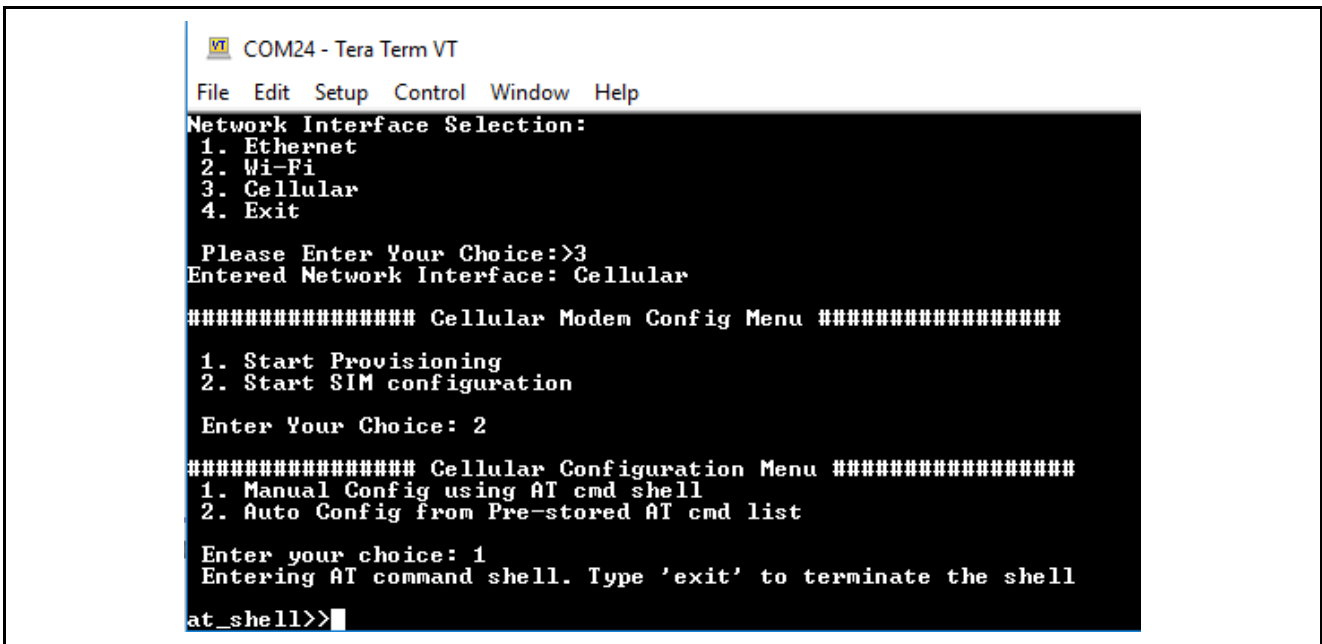 COM24 - Tera Term VT
File Edit Setup Control Window Help
Network Interface Selection:
1. Ethernet
2. Wi-Fi
3. Cellular
4. Exit
Please Enter Your Choice:>3
Entered Network Interface: Cellular
################ Cellular Modem Config Menu #################
1. Start Provisioning
2. Start SIM configuration
Enter Your Choice: 2
################ Cellular Configuration Menu #################
1. Manual Config using AT cmd shell
2. Auto Config from Pre-stored AT cmd list
Enter your choice: 1
Entering AT command shell. Type 'exit' to terminate the shell
at_shell>>